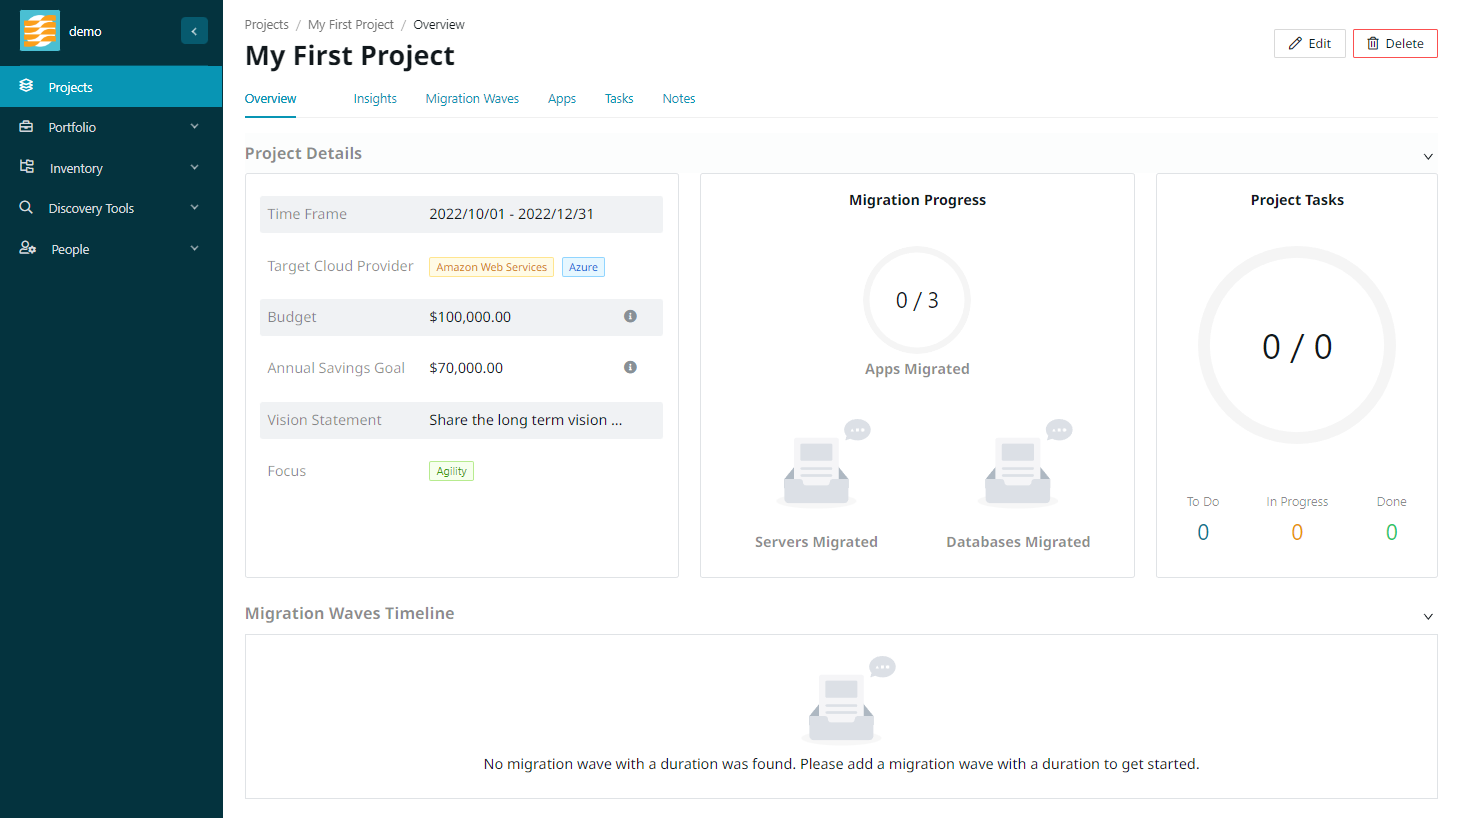 demo
Projects
Portfolio
Inventory
Discovery Tools
People
Projects / My First Project / Overview
My First Project
Edit
Delete
Overview
Insights
Migration Waves
Apps
Tasks
Notes
Project Details
Time Frame
2022/10/01 - 2022/12/31
Target Cloud Provider
Amazon Web Services
Azure
Budget
$100,000.00
Annual Savings Goal
$70,000.00
Vision Statement
Share the long term vision ...
Focus
Agility
Migration Progress
0 / 3
Apps Migrated
Servers Migrated
Databases Migrated
Project Tasks
0 / 0
To Do
In Progress
Done
0
0
0
Migration Waves Timeline
No migration wave with a duration was found. Please add a migration wave with a duration to get started.